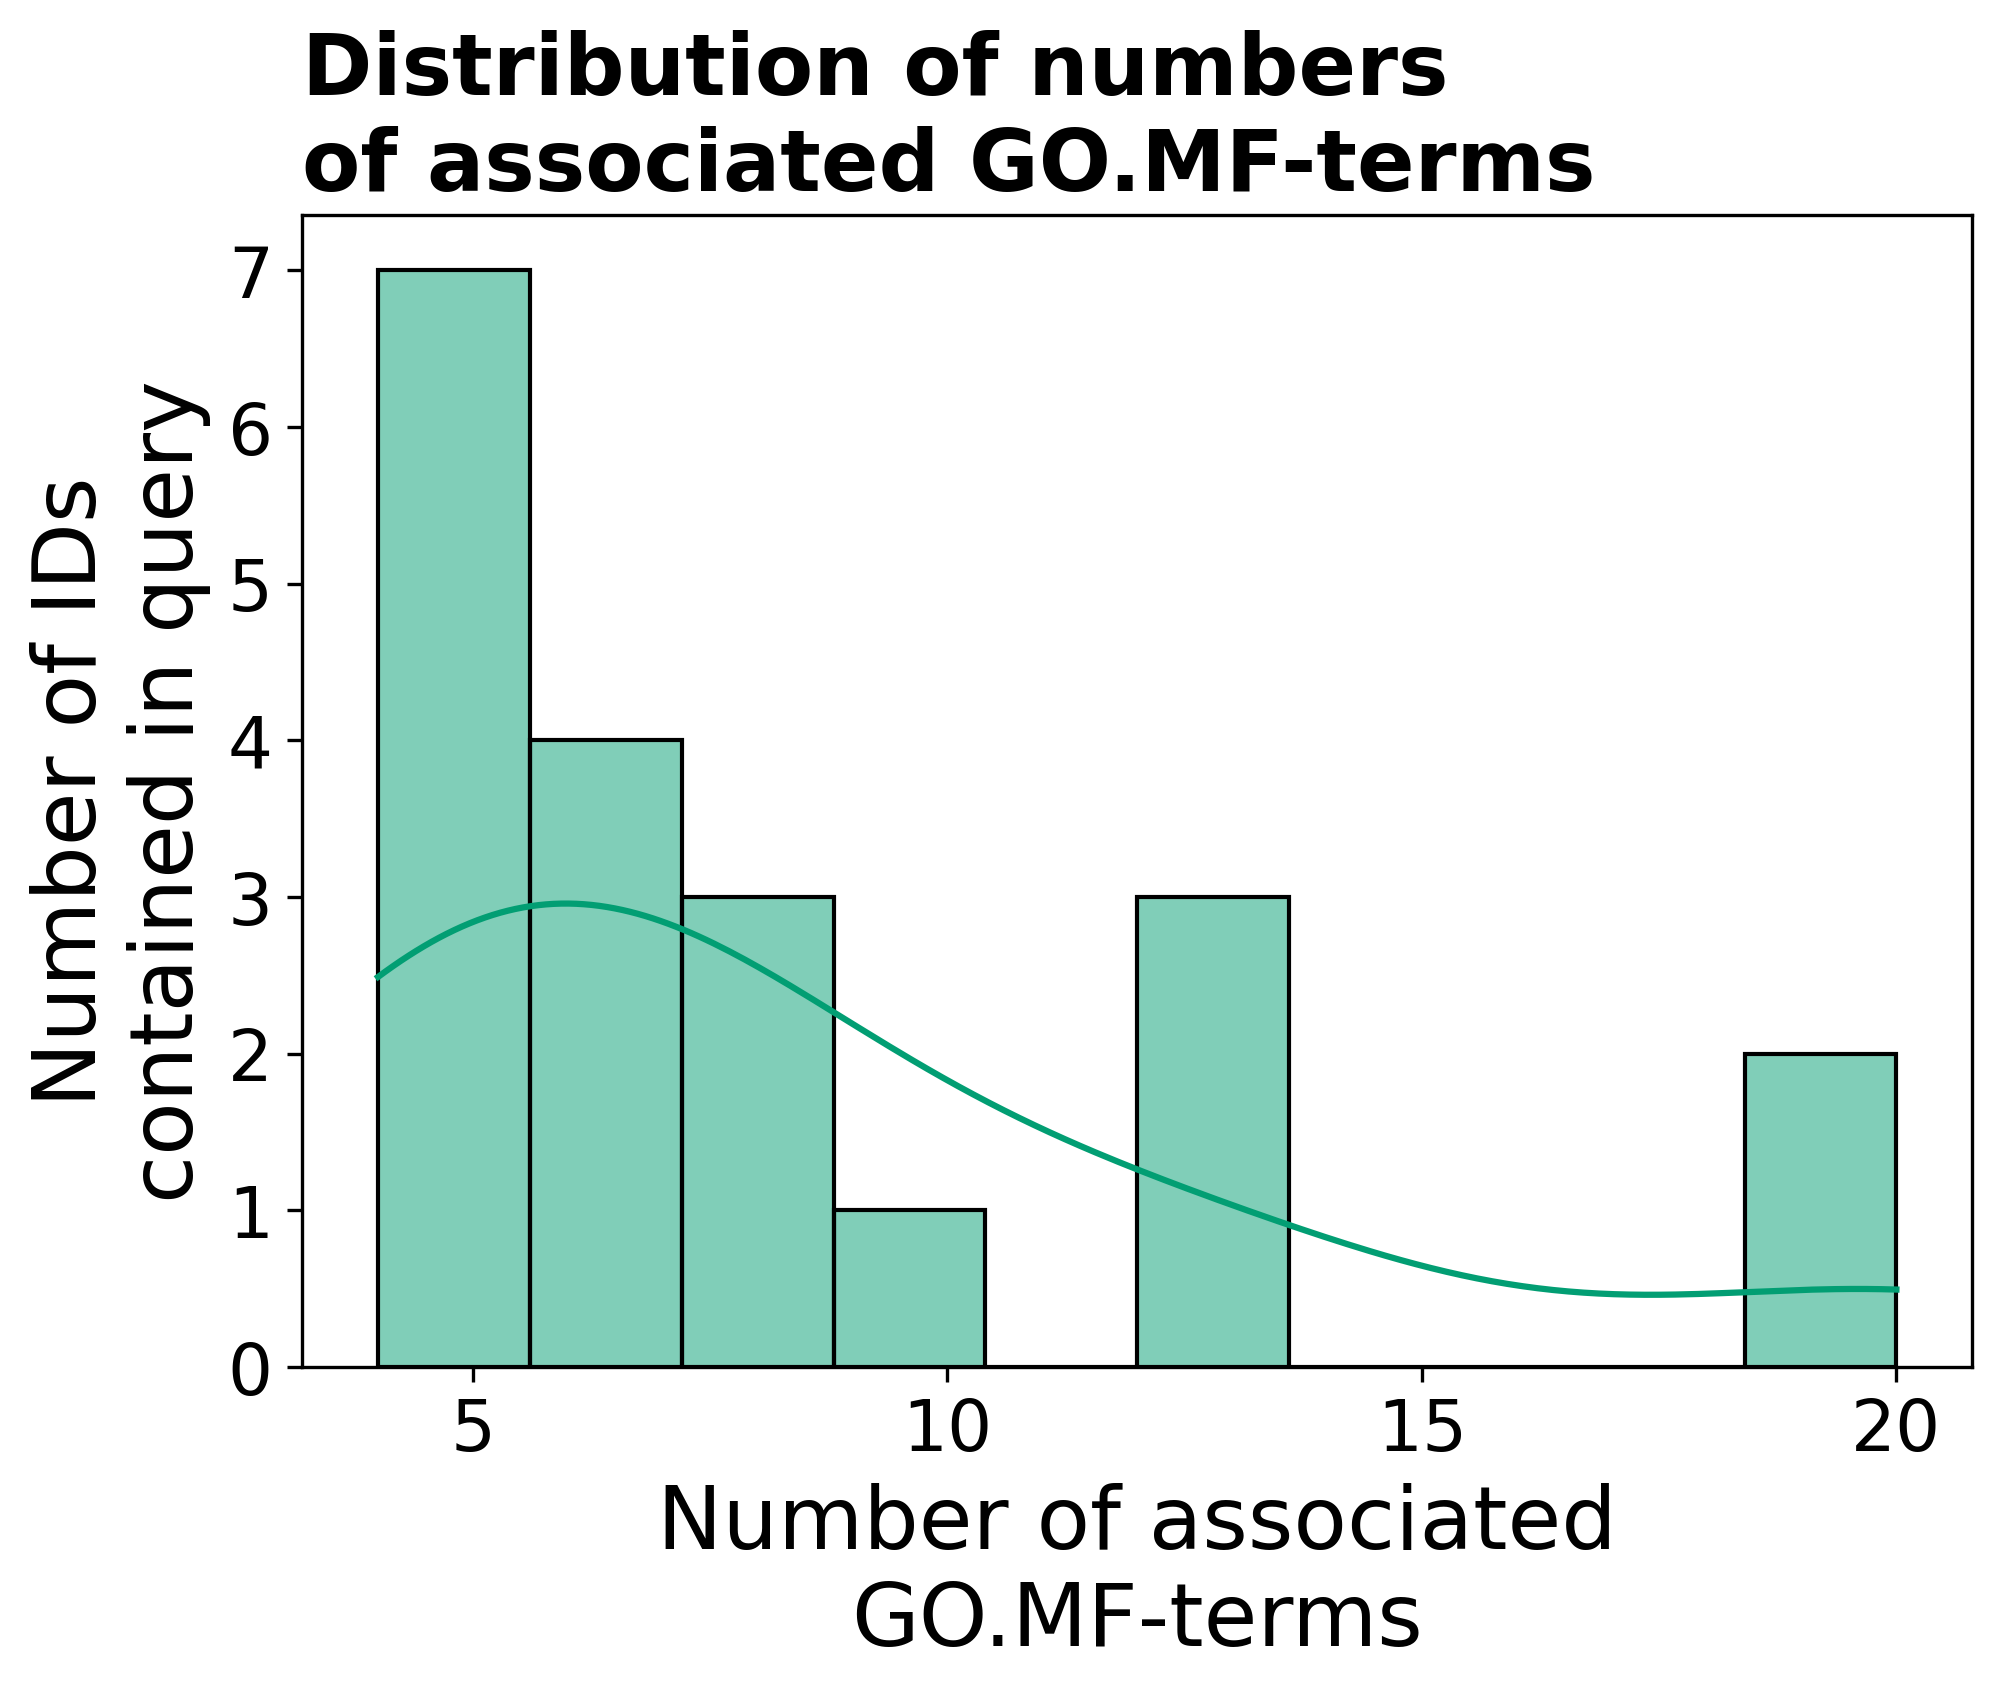 Distribution of numbers
of associated GO.MF-terms
Number of IDs
contained in query
7
6
5
4
3
2
1
0
5 10 15 20
Number of associated
GO.MF-terms